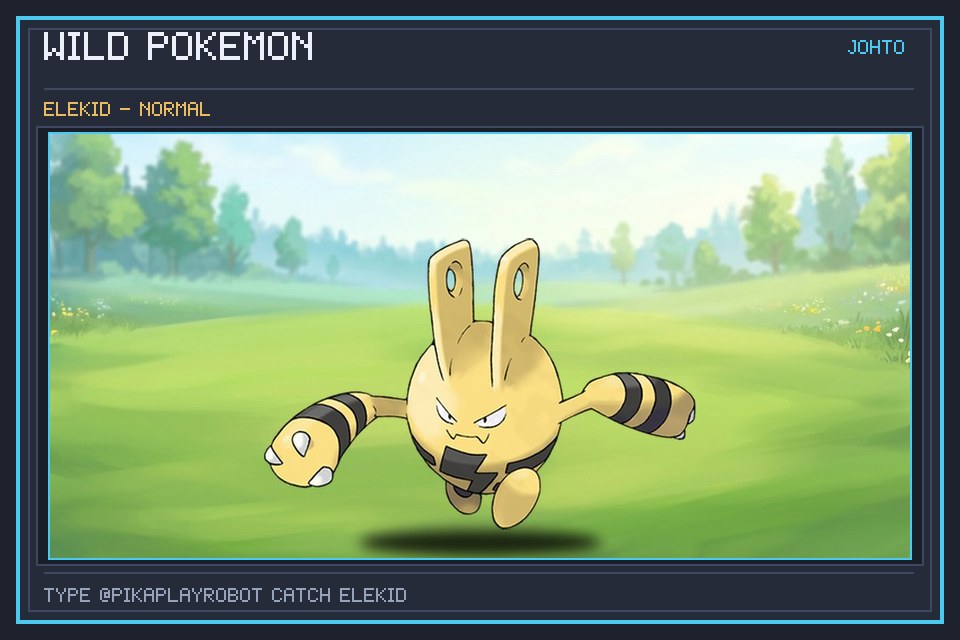 WILD POKEMON
JOHTO
ELEKID - NORMAL
TYPE @PIKAPLAYROBOT CATCH ELEKID